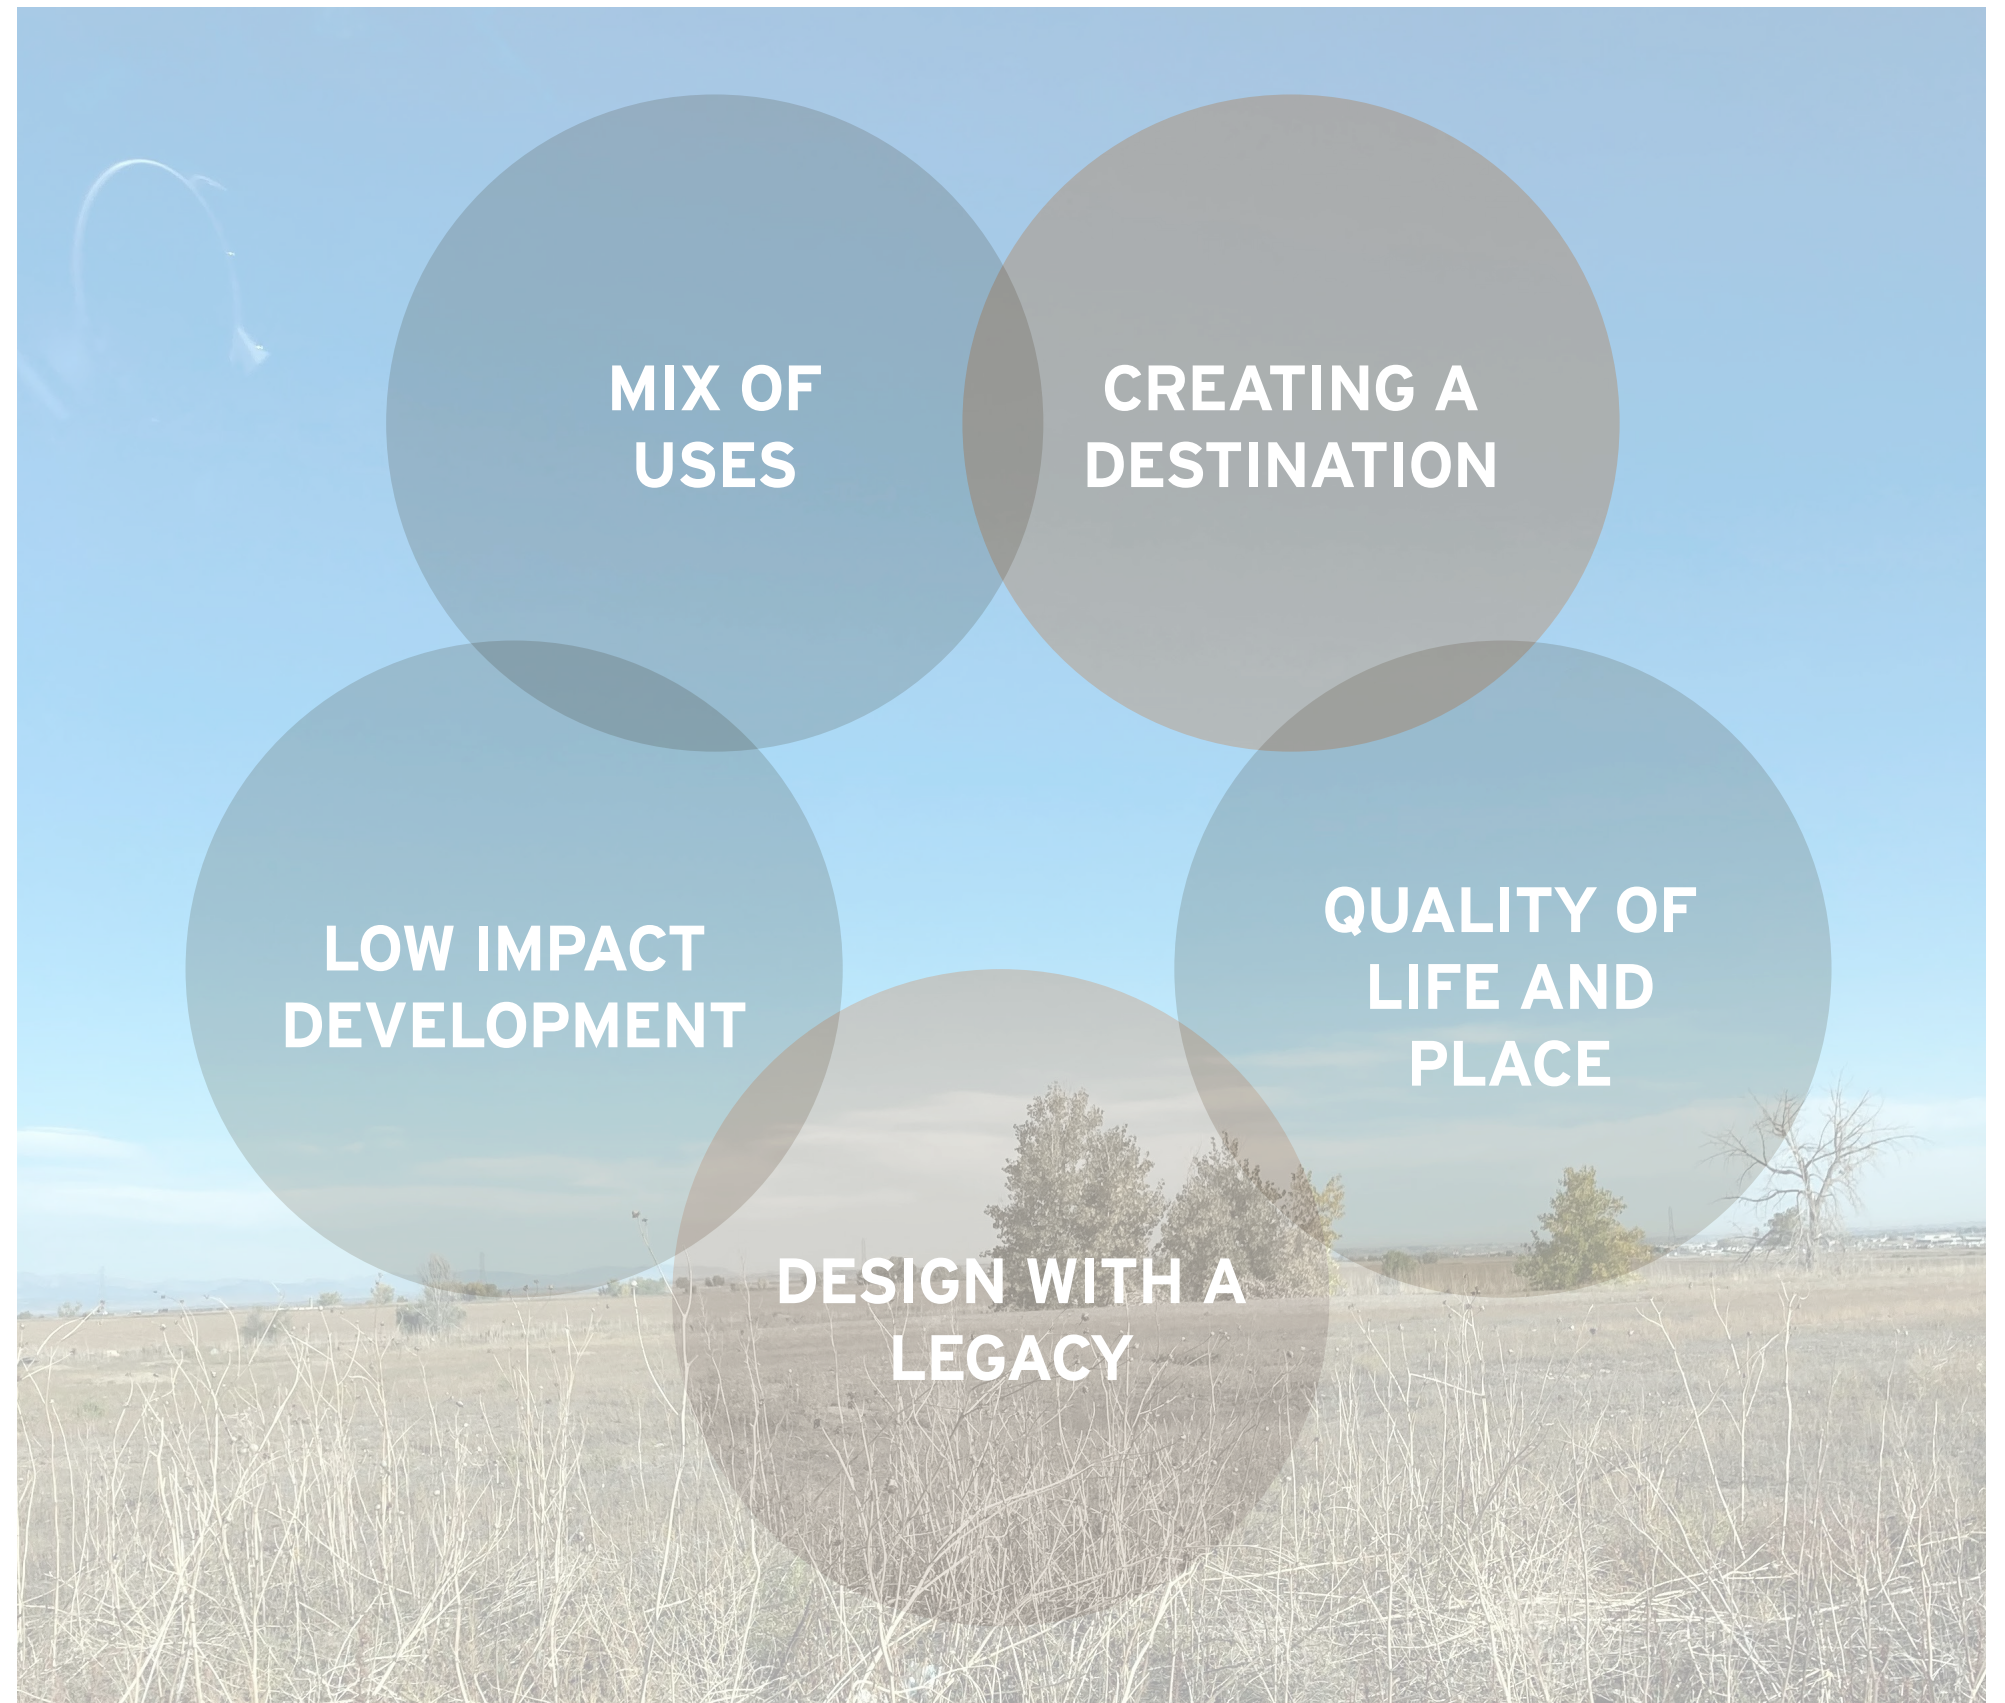 MIX OF
USES
CREATING A
DESTINATION
LOW IMPACT
DEVELOPMENT
QUALITY OF
LIFE AND
PLACE
DESIGN WITH A
LEGACY